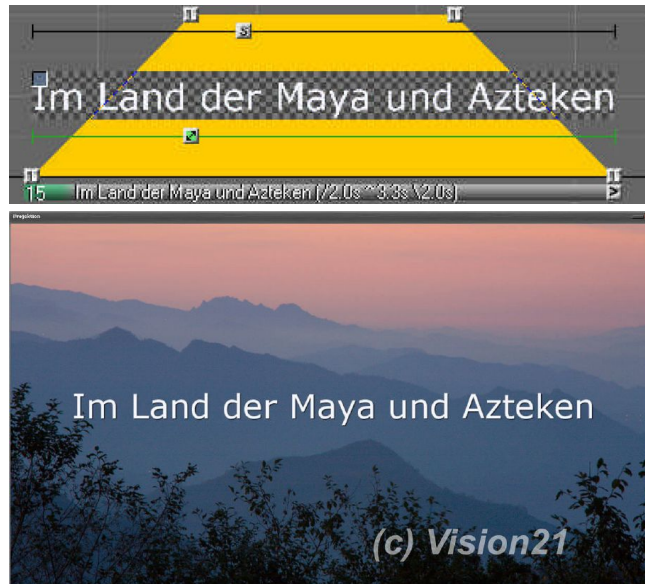 S
Im Land der Maya und Azteken
15 Im Land der Maya und Azteken (/2.0s ~3.3s \2.0s)
>
Projektion
Im Land der Maya und Azteken
(c) Vision21